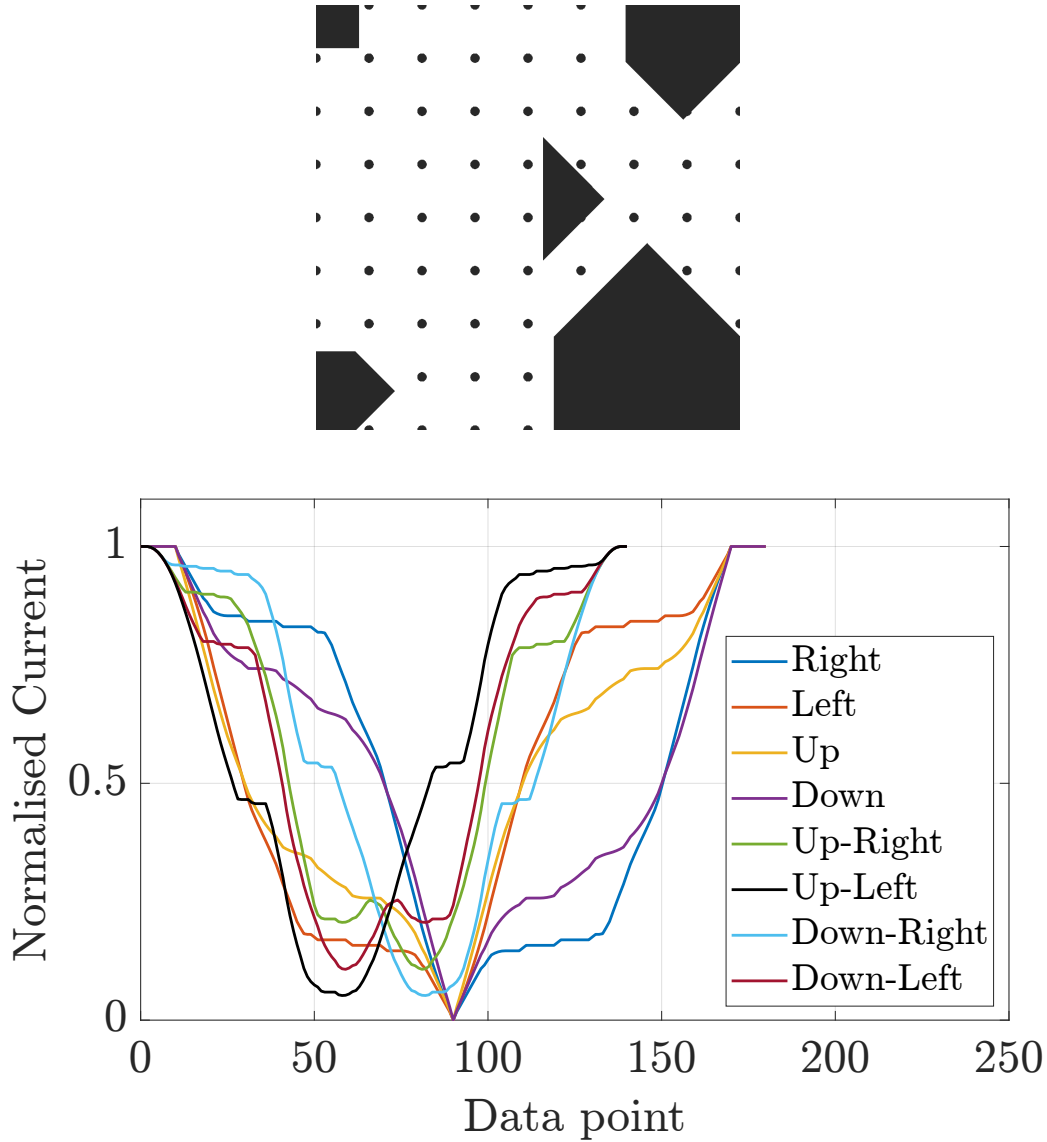 1
0.5
0
0 50 100 150 200 250
Normalised Current
Data point
Right
Left
Up
Down
Up-Right
Up-Left
Down-Right
Down-Left